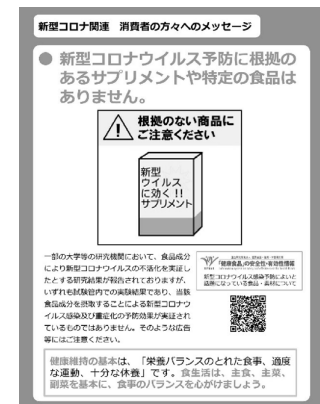 新型コロナ関連　消費者の方々へのメッセージ
● 新型コロナウイルス予防に根拠の
あるサプリメントや特定の食品は
ありません。
根拠のない商品に
ご注意ください
新型
ウイルス
に効く!!
サプリメント
一部の大学等の研究機関において、食品成分
により新型コロナウイルスの不活化を実証し
たとする研究結果が報告されておりますが、
いずれも試験管内での実験結果であり、当該
食品成分を摂取することによる新型コロナウ
イルス感染及び重症化の予防効果が実証され
ているものではありません。そのような広告
等にはご注意ください。
「健康食品」の安全性・有効性情報
新型コロナウイルス感染予防によいと
話題になっている食品・素材について
健康維持の基本は、「栄養バランスのとれた食事、適度
な運動、十分な休養」です。食生活は、主食、主菜、
副菜を基本に、食事のバランスを心がけましょう。